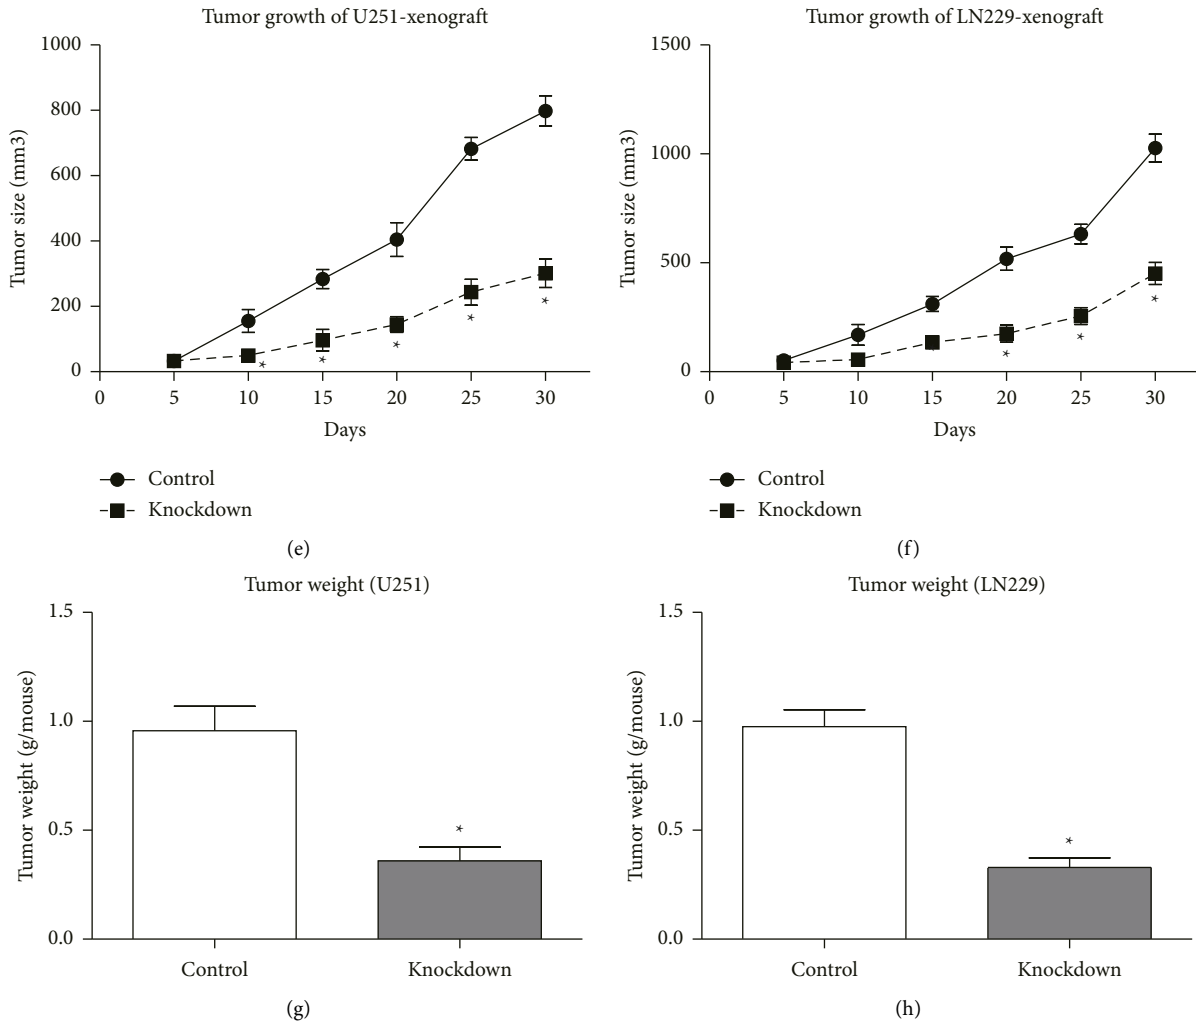 Tumor growth of U251-xenograft
1000
800
600
400
200
0
Tumor size (mm3)
*
*
*
*
*
0 5 10 15 20 25 30
Days
Control
Knockdown
(e)
Tumor growth of LN229-xenograft
1500
1000
500
0
Tumor size (mm3)
*
*
*
0 5 10 15 20 25 30
Days
Control
Knockdown
(f)
Tumor weight (U251)
1.5
1.0
0.5
0.0
Tumor weight (g/mouse)
*
Control Knockdown
(g)
Tumor weight (LN229)
1.5
1.0
0.5
0.0
Tumor weight (g/mouse)
*
Control Knockdown
(h)